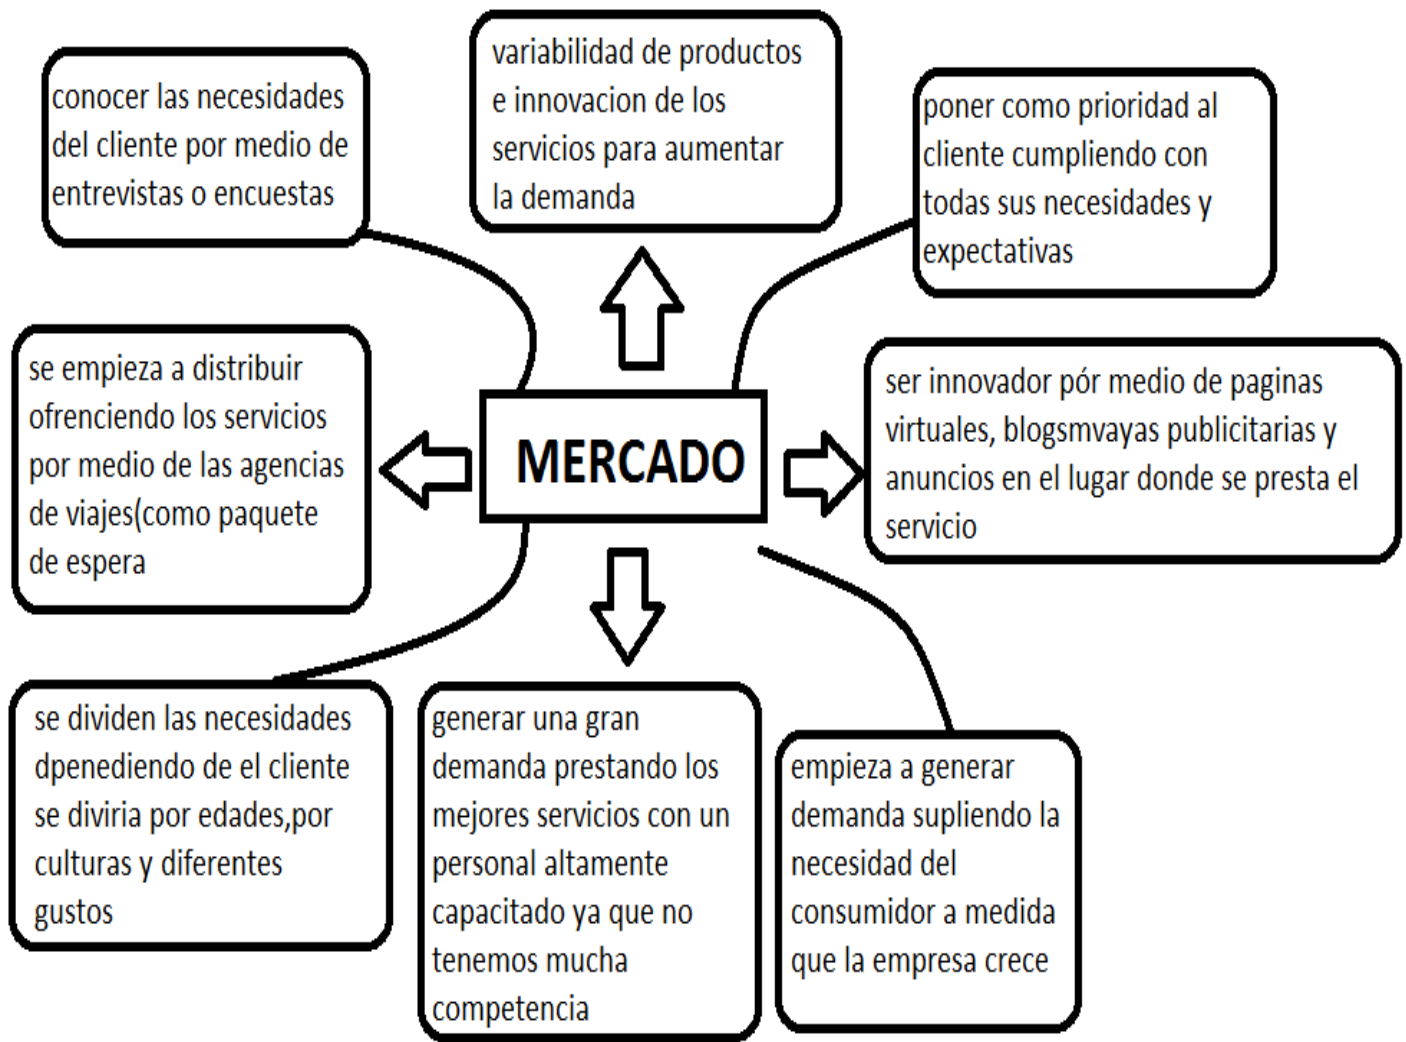 conocer las necesidades
del cliente por medio de
entrevistas o encuestas
variabilidad de productos
e innovacion de los
servicios para aumentar
la demanda
poner como prioridad al
cliente cumpliendo con
todas sus necesidades y
expectativas
se empieza a distribuir
ofrenciendo los servicios
por medio de las agencias
de viajes(como paquete
de espera
MERCADO
ser innovador pór medio de paginas
virtuales, blogsmvayas publicitarias y
anuncios en el lugar donde se presta el
servicio
se dividen las necesidades
dpenediendo de el cliente
se diviria por edades,por
culturas y diferentes
gustos
generar una gran
demanda prestando los
mejores servicios con un
personal altamente
capacitado ya que no
tenemos mucha
competencia
empieza a generar
demanda supliendo la
necesidad del
consumidor a medida
que la empresa crece